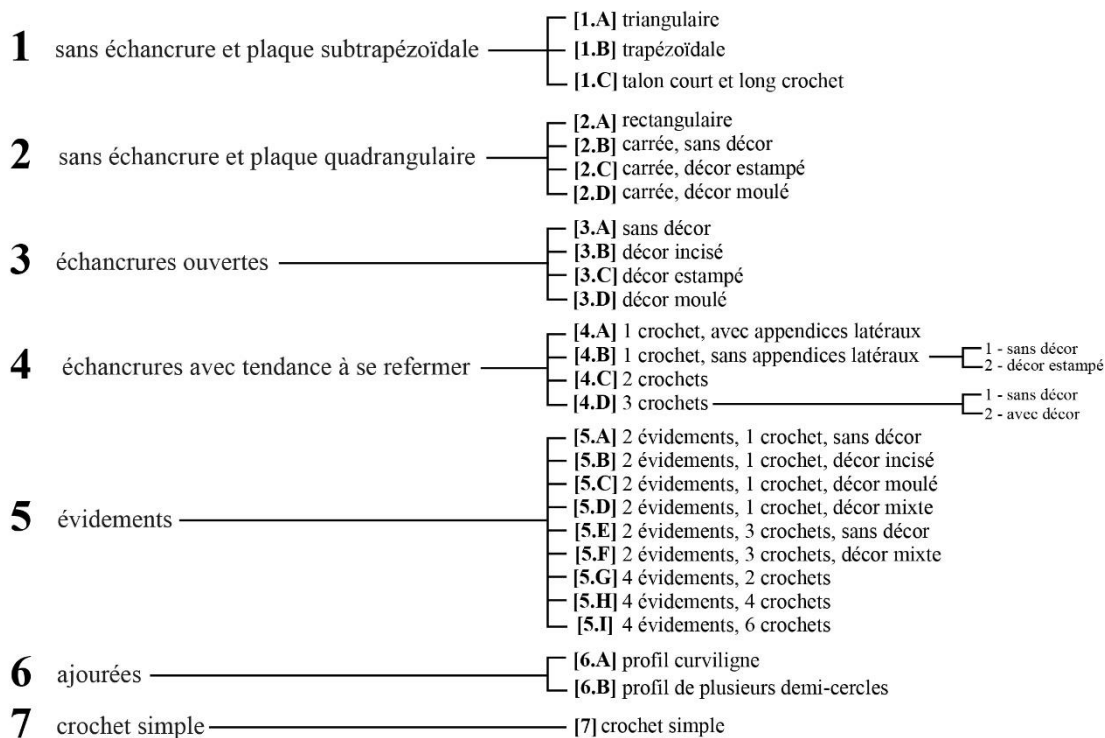 1 sans échancrure et plaque subtrapézoïdale
[1.A] triangulaire
[1.B] trapézoïdale
[1.C] talon court et long crochet
2 sans échancrure et plaque quadrangulaire
[2.A] rectangulaire
[2.B] carrée, sans décor
[2.C] carrée, décor estampé
[2.D] carrée, décor moulé
3 échancrures ouvertes
[3.A] sans décor
[3.B] décor incisé
[3.C] décor estampé
[3.D] décor moulé
4 échancrures avec tendance à se refermer
[4.A] 1 crochet, avec appendices latéraux
[4.B] 1 crochet, sans appendices latéraux
1 - sans décor
2 - décor estampé
[4.C] 2 crochets
[4.D] 3 crochets
1 - sans décor
2 - avec décor
5 évidements
[5.A] 2 évidements, 1 crochet, sans décor
[5.B] 2 évidements, 1 crochet, décor incisé
[5.C] 2 évidements, 1 crochet, décor moulé
[5.D] 2 évidements, 1 crochet, décor mixte
[5.E] 2 évidements, 3 crochets, sans décor
[5.F] 2 évidements, 3 crochets, décor mixte
[5.G] 4 évidements, 2 crochets
[5.H] 4 évidements, 4 crochets
[5.I] 4 évidements, 6 crochets
6 ajourées
[6.A] profil curviligne
[6.B] profil de plusieurs demi-cercles
7 crochet simple
[7] crochet simple